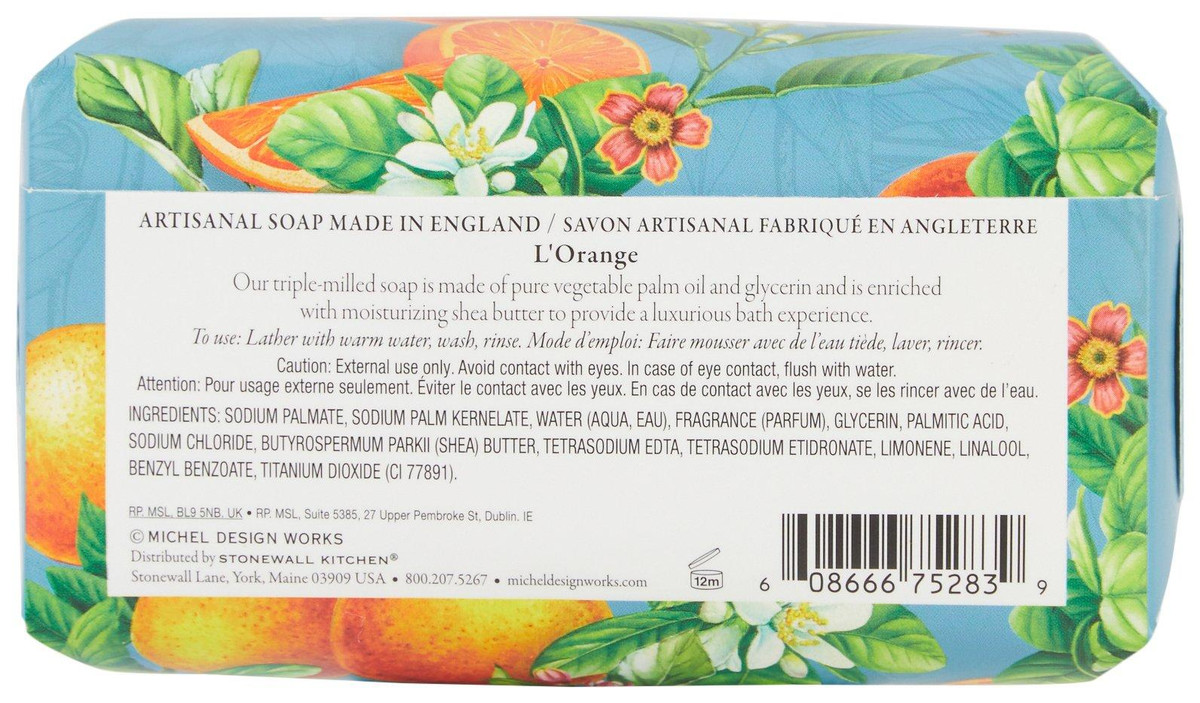 ARTISANAL SOAP MADE IN ENGLAND / SAVON ARTISANAL FABRIQUÉ EN ANGLETERRE
L'Orange
Our triple-milled soap is made of pure vegetable palm oil and glycerin and is enriched
with moisturizing shea butter to provide a luxurious bath experience.
To use: Lather with warm water, wash, rinse. Mode d'emploi: Faire mousser avec de l'eau tiède, laver, rincer.
Caution: External use only. Avoid contact with eyes. In case of eye contact, flush with water.
Attention: Pour usage externe seulement. Éviter le contact avec les yeux. En cas de contact avec les yeux, se les rincer avec de l'eau.
INGREDIENTS: SODIUM PALMATE, SODIUM PALM KERNELATE, WATER (AQUA, EAU), FRAGRANCE (PARFUM), GLYCERIN, PALMITIC ACID,
SODIUM CHLORIDE, BUTYROSPERMUM PARKII (SHEA) BUTTER, TETRASODIUM EDTA, TETRASODIUM ETIDRONATE, LIMONENE, LINALOOL,
BENZYL BENZOATE, TITANIUM DIOXIDE (CI 77891).
RP. MSL, BL9 5NB. UK • RP. MSL, Suite 5385, 27 Upper Pembroke St, Dublin. IE
© MICHEL DESIGN WORKS
Distributed by STONEWALL KITCHEN®
Stonewall Lane, York, Maine 03909 USA • 800.207.5267 • micheldesignworks.com
12m
6 08666 75283 9